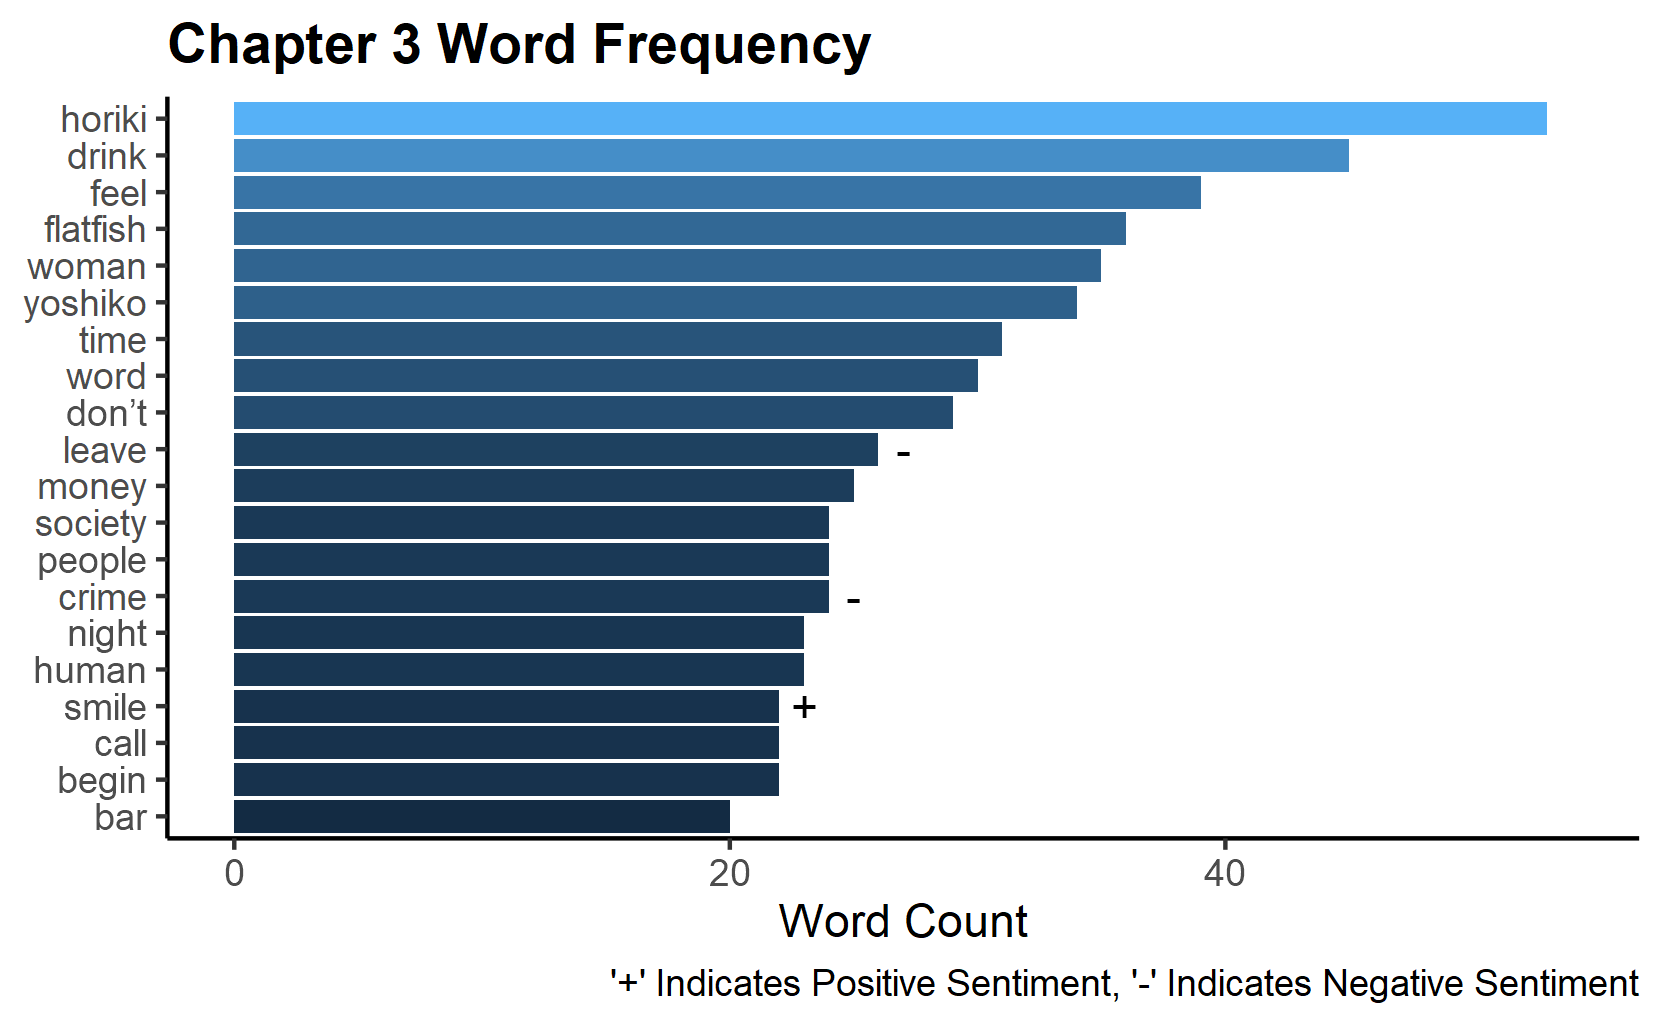 Chapter 3 Word Frequency
horiki
drink
feel
flatfish
woman
yoshiko
time
word
don’t
leave -
money
society
people
crime -
night
human
smile +
call
begin
bar
0 20 40
Word Count
'+' Indicates Positive Sentiment, '-' Indicates Negative Sentiment